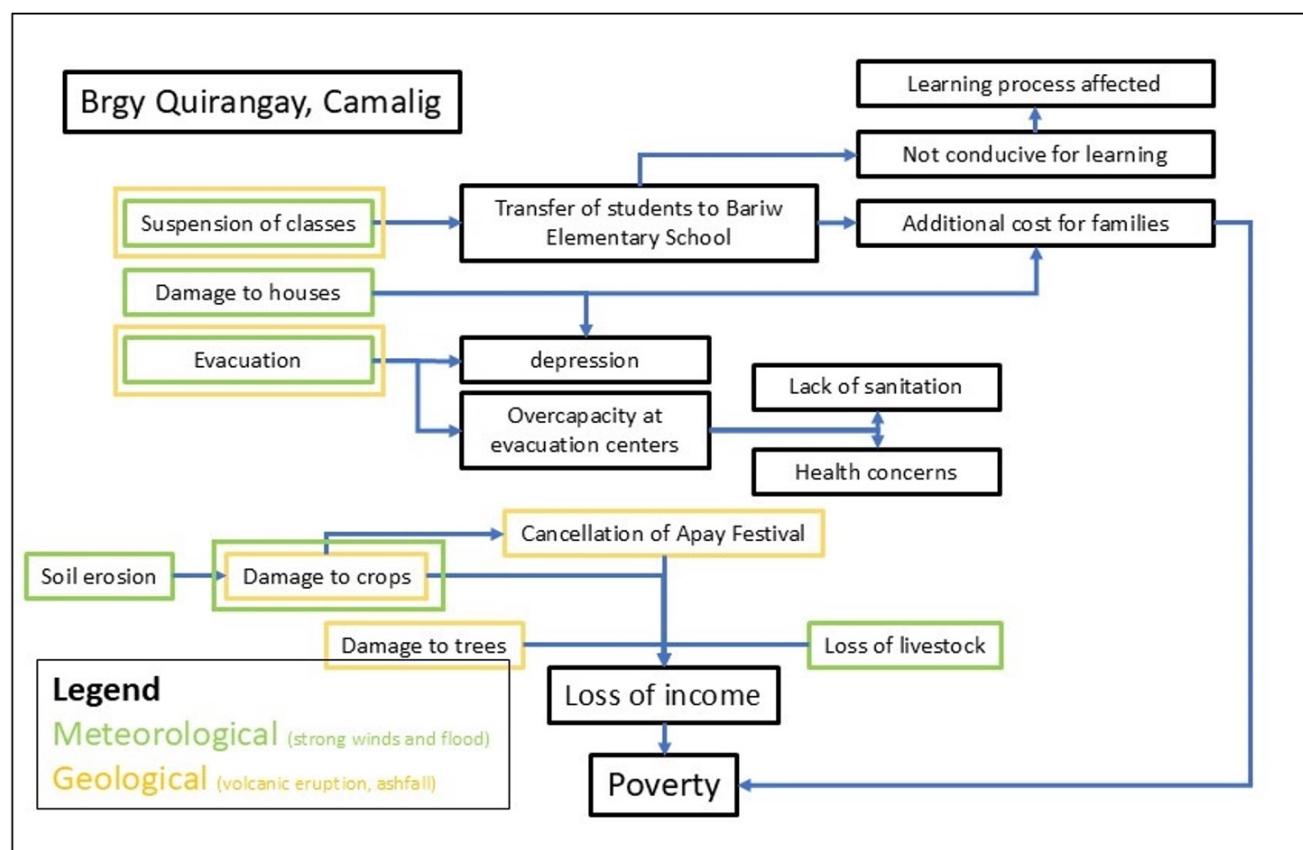 Brgy Quirangay, Camalig
Learning process affected
Not conducive for learning
Suspension of classes
Transfer of students to Bariw
Elementary School
Additional cost for families
Damage to houses
Evacuation
depression
Lack of sanitation
Overcapacity at
evacuation centers
Health concerns
Cancellation of Apay Festival
Soil erosion
Damage to crops
Damage to trees
Loss of livestock
Loss of income
Poverty
Legend
Meteorological (strong winds and flood)
Geological (volcanic eruption, ashfall)